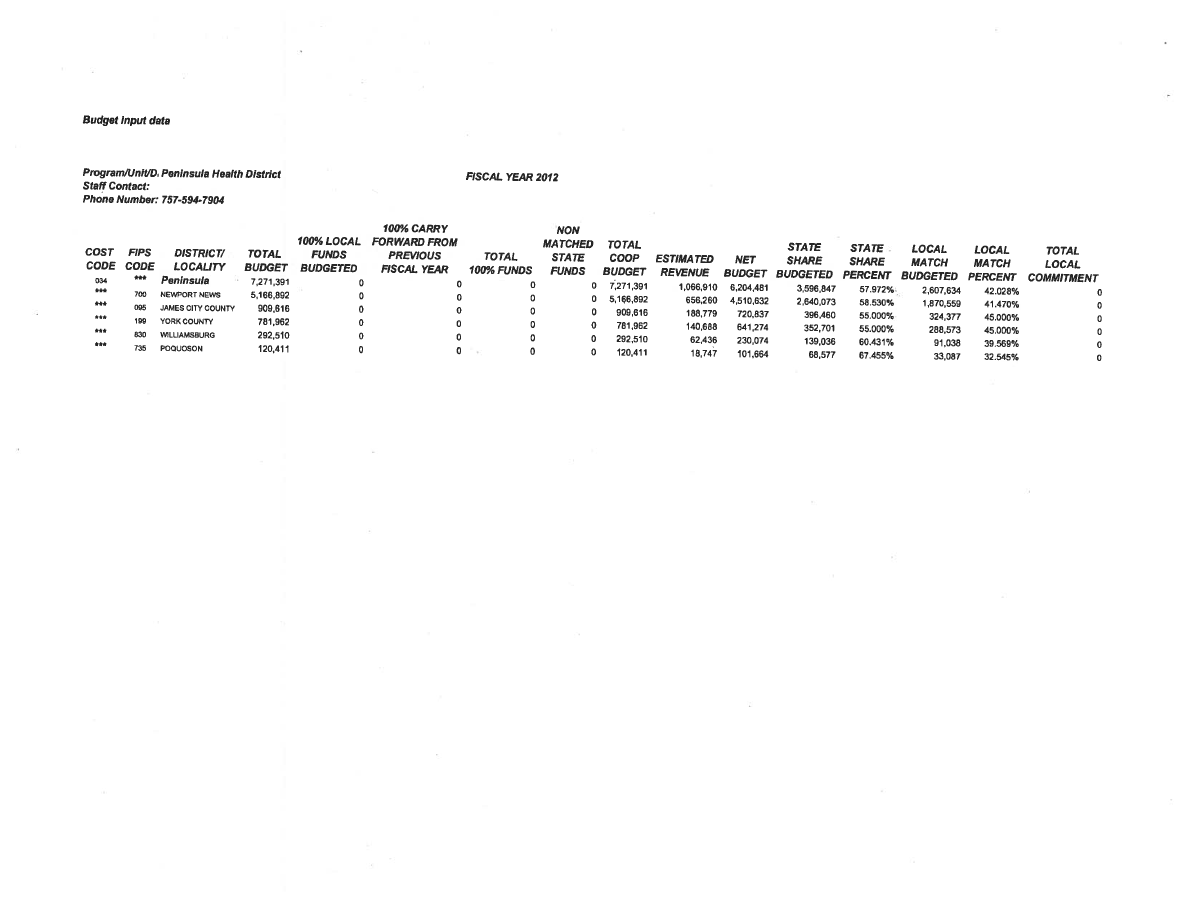 Budget input data
Program/Unit/D. Peninsula Health District FISCAL YEAR 2012
Staff Contact:
Phone Number: 757-594-7904
COST CODE FIPS CODE DISTRICT/ LOCALITY TOTAL BUDGET 100% LOCAL FUNDS BUDGETED 100% CARRY FORWARD FROM PREVIOUS FISCAL YEAR TOTAL 100% FUNDS NON MATCHED STATE FUNDS TOTAL COOP BUDGET ESTIMATED REVENUE NET BUDGET STATE SHARE BUDGETED STATE SHARE PERCENT LOCAL MATCH BUDGETED LOCAL MATCH PERCENT TOTAL LOCAL COMMITMENT
034 *** Peninsula 7,271,391 0 0 0 0 7,271,391 1,066,910 6,204,481 3,596,847 57.972% 2,607,634 42.028% 0
*** 700 NEWPORT NEWS 5,166,892 0 0 0 0 5,166,892 656,260 4,510,632 2,640,073 58.530% 1,870,559 41.470% 0
*** 095 JAMES CITY COUNTY 909,616 0 0 0 0 909,616 188,779 720,837 396,460 55.000% 324,377 45.000% 0
*** 199 YORK COUNTY 781,962 0 0 0 0 781,962 140,688 641,274 352,701 55.000% 288,573 45.000% 0
*** 830 WILLIAMSBURG 292,510 0 0 0 0 292,510 62,436 230,074 139,036 60.431% 91,038 39.569% 0
*** 735 POQUOSON 120,411 0 0 0 0 120,411 18,747 101,664 68,577 67.455% 33,087 32.545% 0